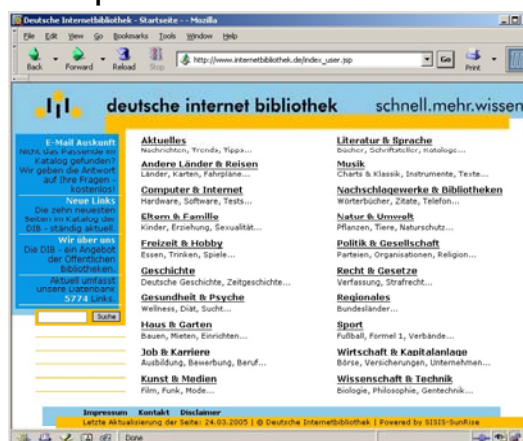 Deutsche Internetbibliothek - Startseite - - Mozilla
File Edit View Go Bookmarks Tools Window Help
Back Forward Reload Stop http://www.internetbibliothek.de/index_user.jsp Go Print
deutsche internet bibliothek schnell.mehr.wissen
E-Mail Auskunft
Nicht das Passende im
Katalog gefunden?
Wir geben die Antwort
auf Ihre Fragen -
kostenlos!
Neue Links
Die zehn neuesten
Seiten im Katalog der
DIB - ständig aktuell.
Wir über uns
Die DIB - ein Angebot
der Öffentlichen
Bibliotheken.
Aktuell umfasst
unsere Datenbank
5774 Links.
Suche
Aktuelles
Nachrichten, Trends, Tipps...
Andere Länder & Reisen
Länder, Karten, Fahrpläne...
Computer & Internet
Hardware, Software, Tests...
Eltern & Familie
Kinder, Erziehung, Sexualität...
Freizeit & Hobby
Essen, Trinken, Spiele...
Geschichte
Deutsche Geschichte, Zeitgeschichte...
Gesundheit & Psyche
Wellness, Diät, Sucht...
Haus & Garten
Bauen, Mieten, Einrichten...
Job & Karriere
Ausbildung, Bewerbung, Beruf...
Kunst & Medien
Film, Funk, Mode...
Literatur & Sprache
Bücher, Schriftsteller, Kataloge...
Musik
Charts & Klassik, Instrumente, Texte...
Nachschlagewerke & Bibliotheken
Wörterbücher, Zitate, Telefon...
Natur & Umwelt
Pflanzen, Tiere, Naturschutz...
Politik & Gesellschaft
Parteien, Organisationen, Religion...
Recht & Gesetze
Verfassung, Strafrecht...
Regionales
Bundesländer...
Sport
Fußball, Formel 1, Verbände...
Wirtschaft & Kapitalanlage
Börse, Versicherungen, Unternehmen...
Wissenschaft & Technik
Biologie, Philosophie, Gentechnik...
Impressum Kontakt Disclaimer
Letzte Aktualisierung der Seite: 24.03.2005 | © Deutsche Internetbibliothek | Powered by SISIS-SunRise
Done